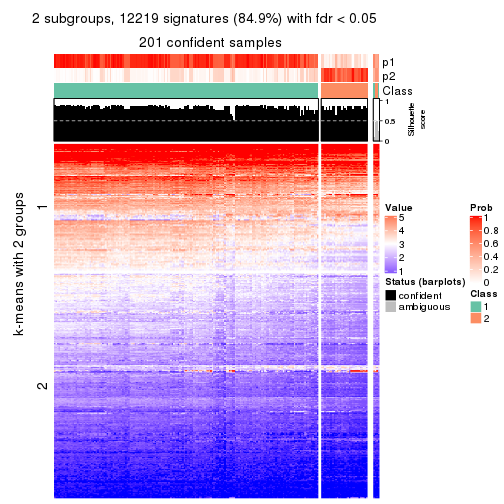 2 subgroups, 12219 signatures (84.9%) with fdr < 0.05
201 confident samples
p1
p2
Class
1
0.5
0
Silhouette
score
k-means with 2 groups
1
2
Value
5
4
3
2
1
Status (barplots)
confident
ambiguous
Prob
1
0.8
0.6
0.4
0.2
0
Class
1
2